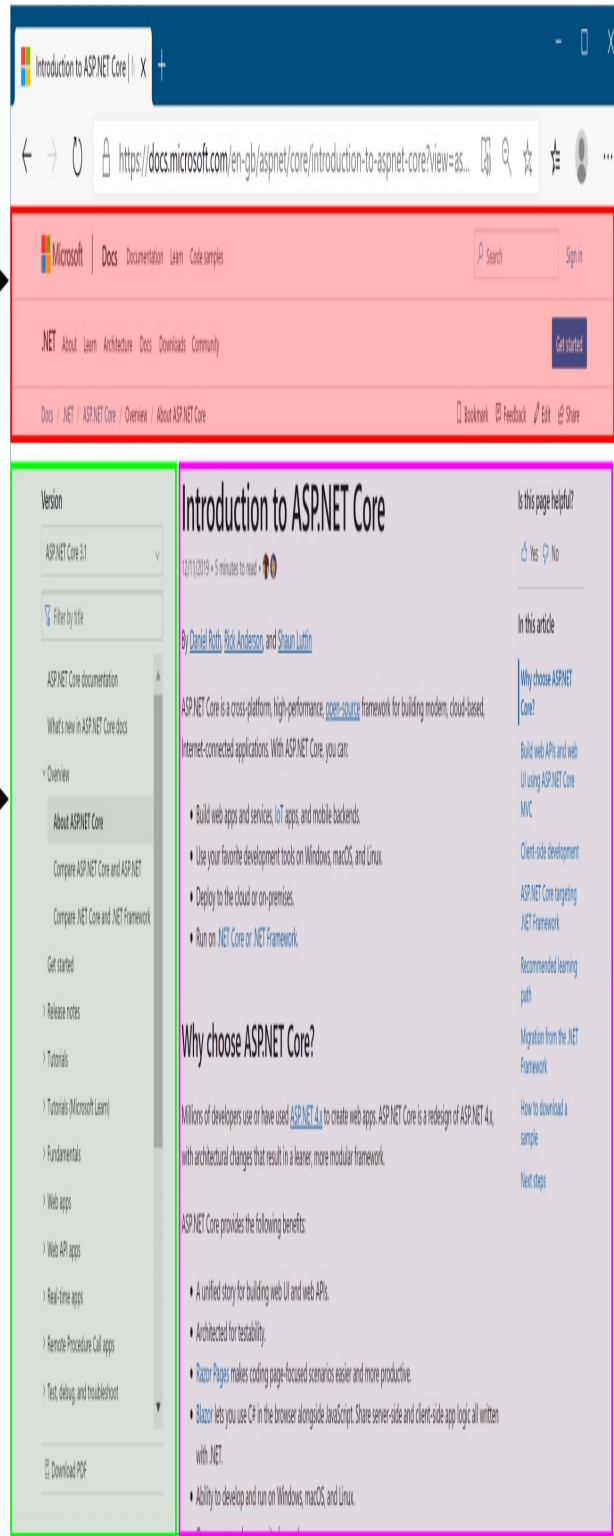 Introduction to ASP.NET Core |
https://docs.microsoft.com/en-gb/aspnet/core/introduction-to-aspnet-core?view=as...
Microsoft Docs Documentation Learn Code samples Search Sign in
.NET About Learn Architecture Docs Downloads Community Get started
Docs / .NET / ASP.NET Core / Overview / About ASP.NET Core Bookmark Feedback Edit Share
Version
ASP.NET Core 3.1
Filter by title
ASP.NET Core documentation
What's new in ASP.NET Core docs
Overview
About ASP.NET Core
Compare ASP.NET Core and ASP.NET
Compare .NET Core and .NET Framework
Get started
Release notes
Tutorials
Tutorials (Microsoft Learn)
Fundamentals
Web apps
Web API apps
Real-time apps
Remote Procedure Call apps
Test, debug, and troubleshoot
Download PDF
Introduction to ASP.NET Core
12/11/2019 • 5 minutes to read •
By Daniel Roth, Rick Anderson, and Shaun Luttin
ASP.NET Core is a cross-platform, high-performance, open-source framework for building modern, cloud-based,
Internet-connected applications. With ASP.NET Core, you can:
• Build web apps and services, IoT apps, and mobile backends.
• Use your favorite development tools on Windows, macOS, and Linux.
• Deploy to the cloud or on-premises.
• Run on .NET Core or .NET Framework.
Why choose ASP.NET Core?
Millions of developers use or have used ASP.NET 4.x to create web apps. ASP.NET Core is a redesign of ASP.NET 4.x,
with architectural changes that result in a leaner, more modular framework.
ASP.NET Core provides the following benefits:
• A unified story for building web UI and web APIs.
• Architected for testability.
• Razor Pages makes coding page-focused scenarios easier and more productive.
• Blazor lets you use C# in the browser alongside JavaScript. Share server-side and client-side app logic all written
with .NET.
• Ability to develop and run on Windows, macOS, and Linux.
Is this page helpful?
Yes No
In this article
Why choose ASP.NET
Core?
Build web APIs and web
UI using ASP.NET Core
MVC
Client-side development
ASP.NET Core targeting
.NET Framework
Recommended learning
path
Migration from the .NET
Framework
How to download a
sample
Next steps